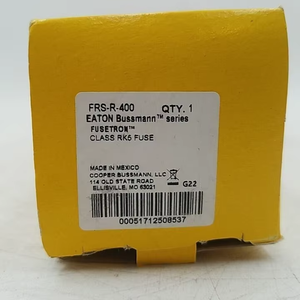 FRS-R-400 QTY. 1
EATON Bussmann™ series
FUSETRON™
CLASS RK5 FUSE
MADE IN MEXICO
COOPER BUSSMANN, LLC
114 OLD STATE ROAD
ELLISVILLE, MO 63021
G22
00051712508537